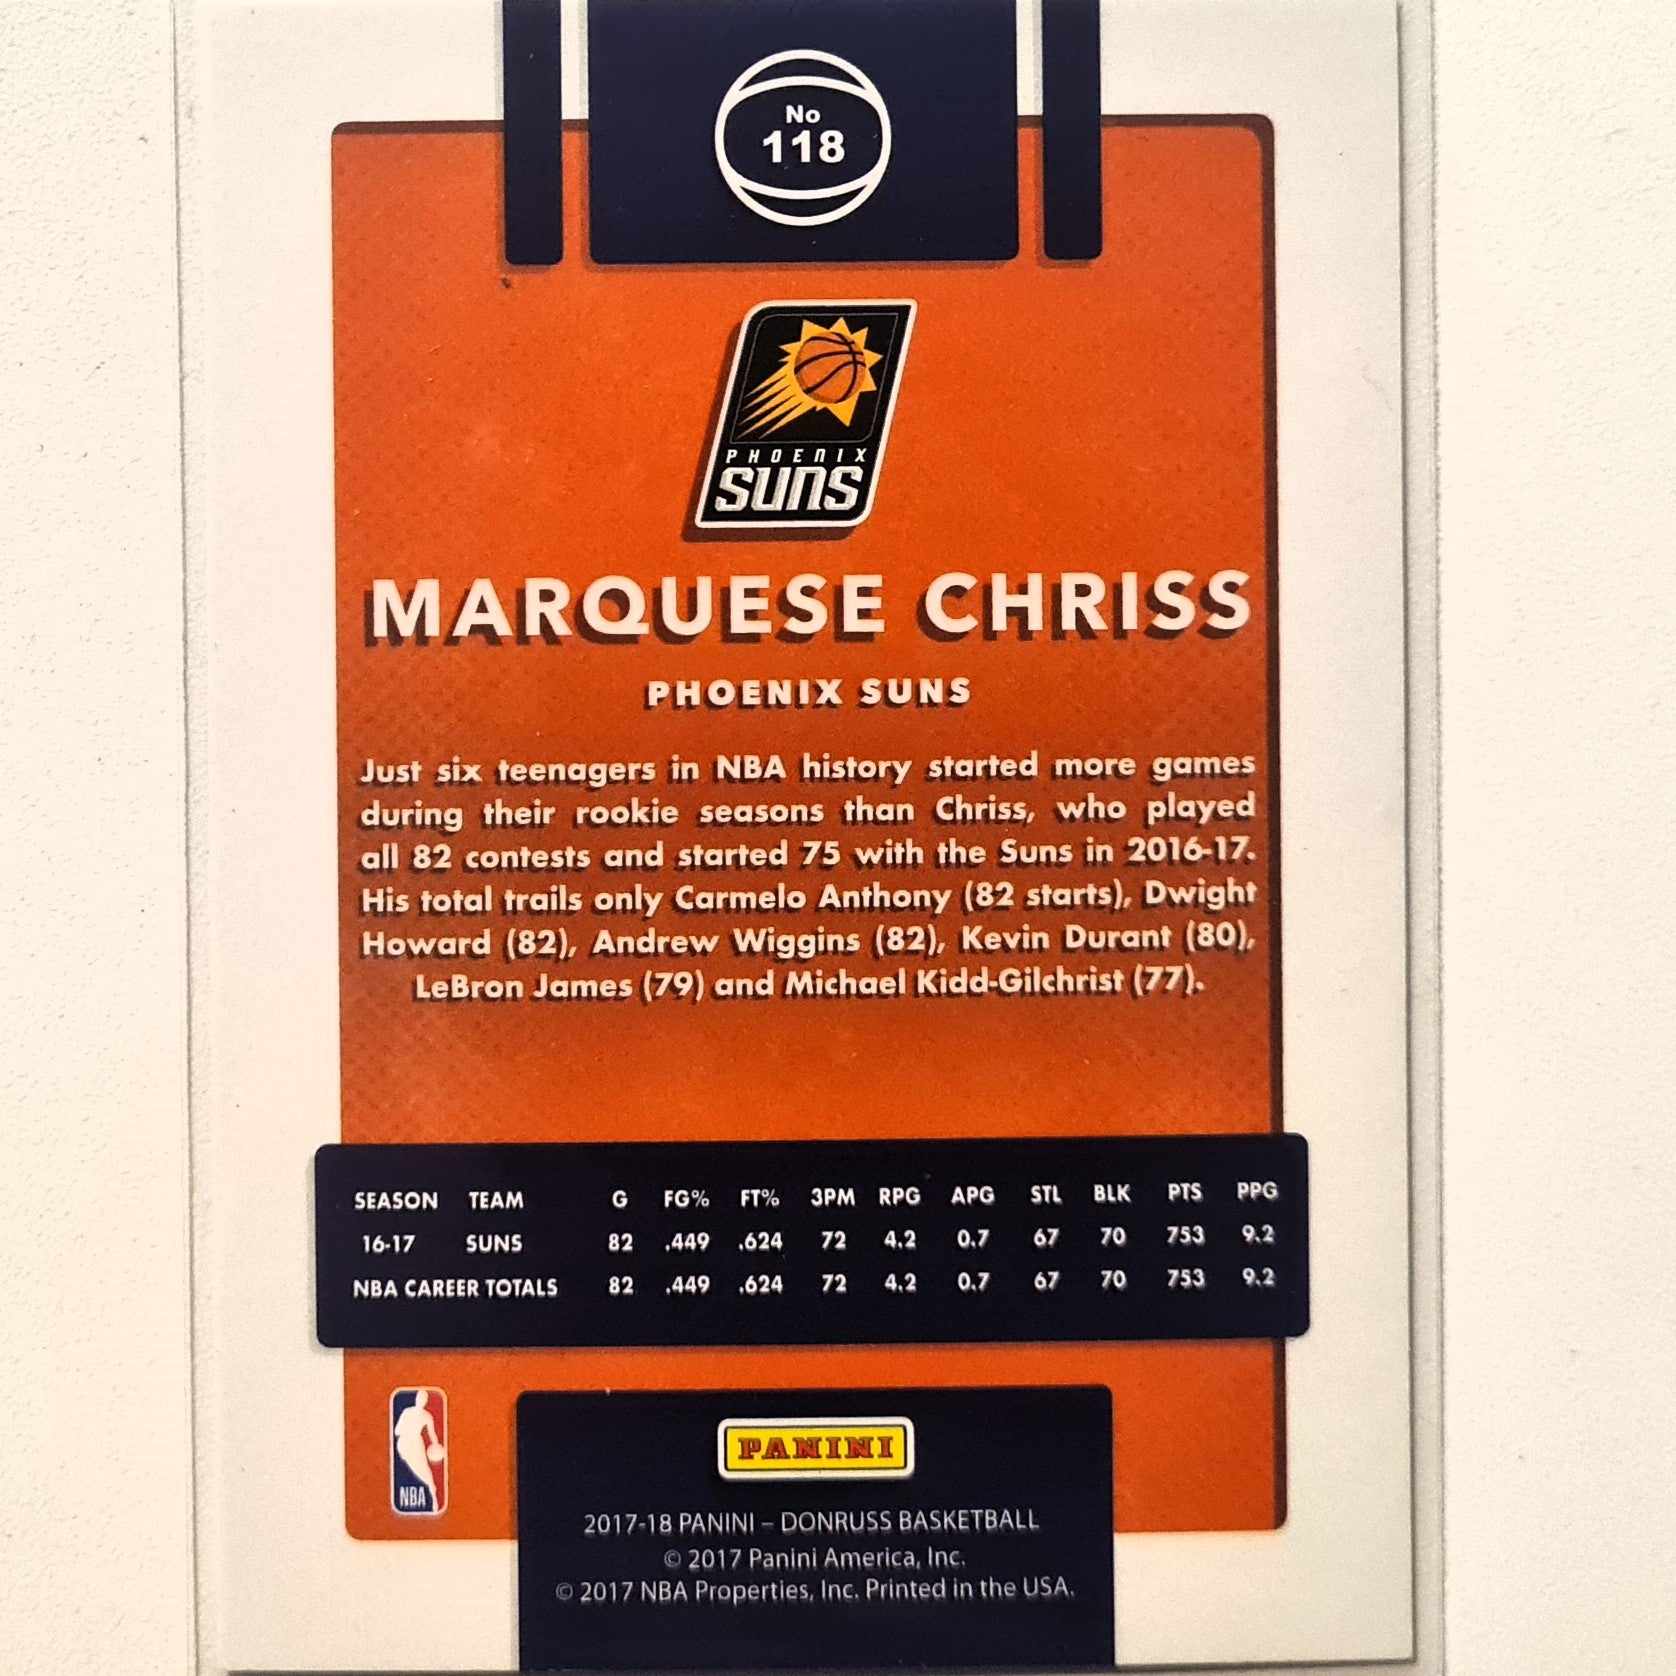 No
118
PHOENIX
SUNS
MARQUESE CHRISS
PHOENIX SUNS
Just six teenagers in NBA history started more games
during their rookie seasons than Chriss, who played
all 82 contests and started 75 with the Suns in 2016-17.
His total trails only Carmelo Anthony (82 starts), Dwight
Howard (82), Andrew Wiggins (82), Kevin Durant (80),
LeBron James (79) and Michael Kidd-Gilchrist (77).
SEASON TEAM G FG% FT% 3PM RPG APG STL BLK PTS PPG
16-17 SUNS 82 .449 .624 72 4.2 0.7 67 70 753 9.2
NBA CAREER TOTALS 82 .449 .624 72 4.2 0.7 67 70 753 9.2
NBA
PANINI
2017-18 PANINI – DONRUSS BASKETBALL
© 2017 Panini America, Inc.
© 2017 NBA Properties, Inc. Printed in the USA.